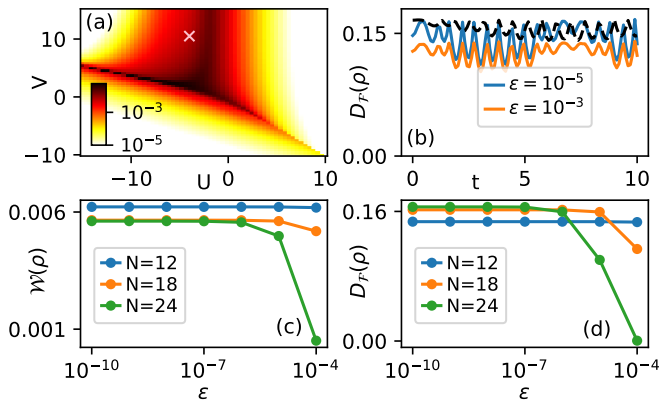 (a)
V
10
0
−10
10⁻³
10⁻⁵
−10
0
10
U
D_ℱ(ρ)
0.15
0.00
ε = 10⁻⁵
ε = 10⁻³
(b)
0
5
10
t
𝒲(ρ)
0.006
0.001
N=12
N=18
N=24
(c)
10⁻¹⁰
10⁻⁷
10⁻⁴
ε
D_ℱ(ρ)
0.16
0.00
N=12
N=18
N=24
(d)
10⁻¹⁰
10⁻⁷
10⁻⁴
ε